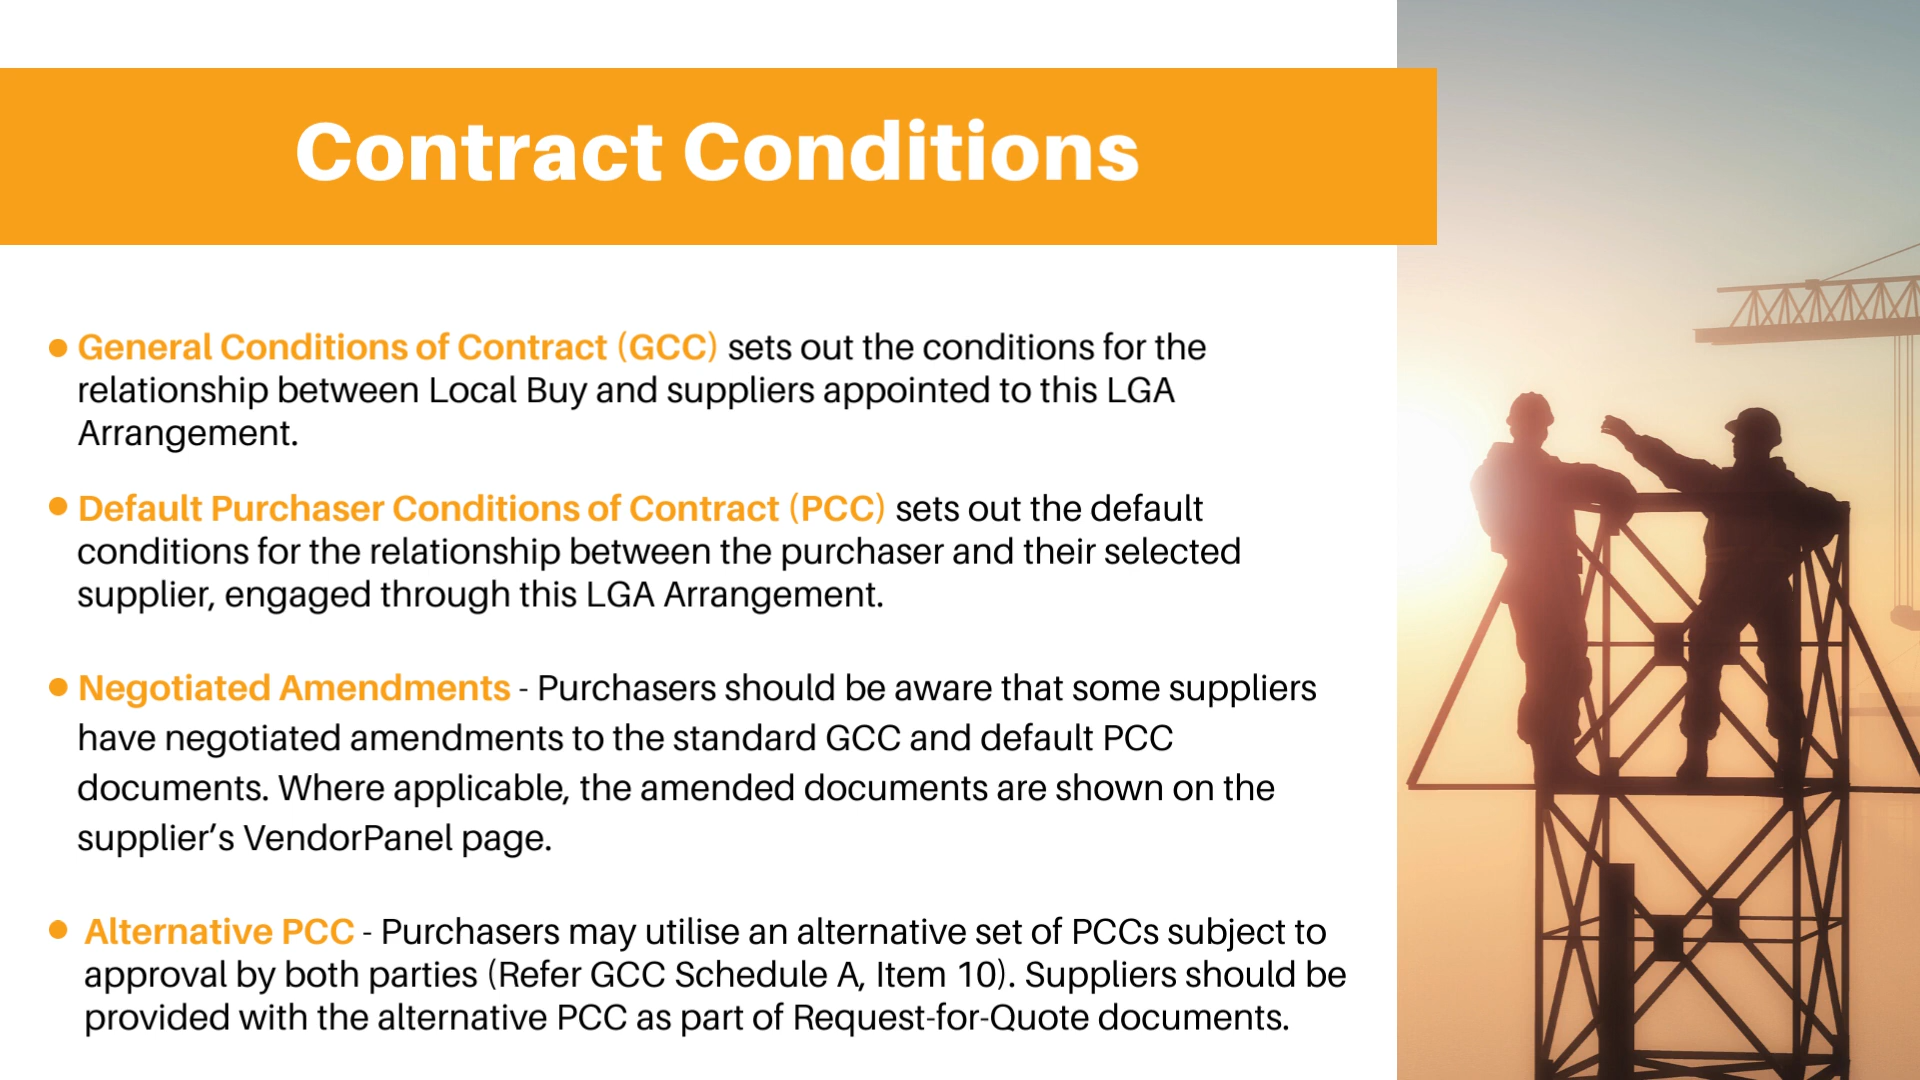 Contract Conditions
General Conditions of Contract (GCC) sets out the conditions for the
relationship between Local Buy and suppliers appointed to this LGA
Arrangement.
Default Purchaser Conditions of Contract (PCC) sets out the default
conditions for the relationship between the purchaser and their selected
supplier, engaged through this LGA Arrangement.
Negotiated Amendments - Purchasers should be aware that some suppliers
have negotiated amendments to the standard GCC and default PCC
documents. Where applicable, the amended documents are shown on the
supplier’s VendorPanel page.
Alternative PCC - Purchasers may utilise an alternative set of PCCs subject to
approval by both parties (Refer GCC Schedule A, Item 10). Suppliers should be
provided with the alternative PCC as part of Request-for-Quote documents.